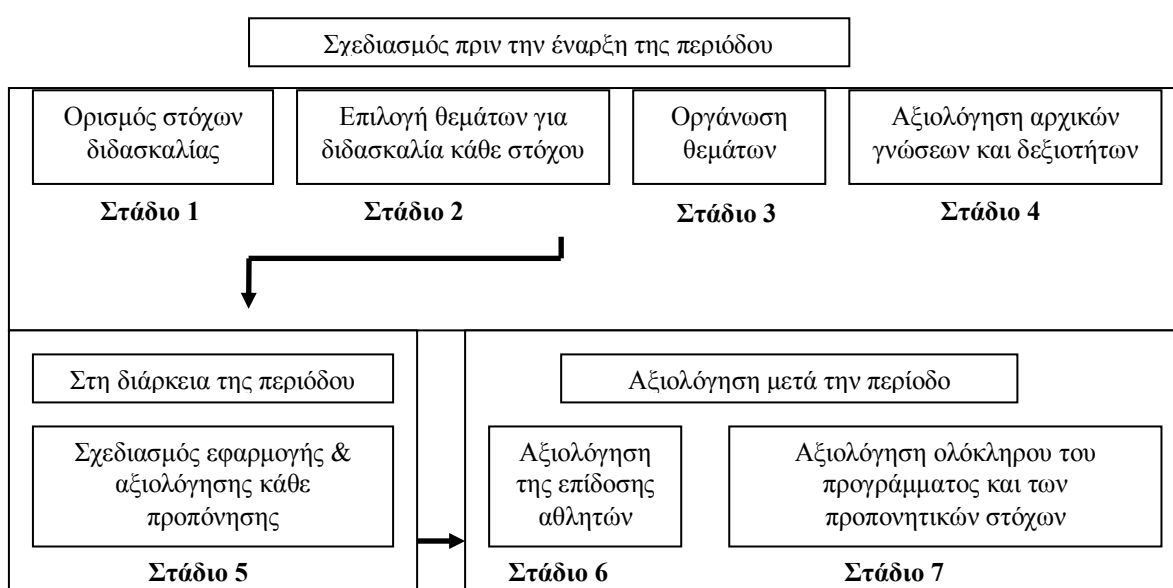 Σχεδιασμός πριν την έναρξη της περιόδου
Ορισμός στόχων
διδασκαλίας
Στάδιο 1
Επιλογή θεμάτων για
διδασκαλία κάθε στόχου
Στάδιο 2
Οργάνωση
θεμάτων
Στάδιο 3
Αξιολόγηση αρχικών
γνώσεων και δεξιοτήτων
Στάδιο 4
Στη διάρκεια της περιόδου
Σχεδιασμός εφαρμογής &
αξιολόγησης κάθε
προπόνησης
Στάδιο 5
Αξιολόγηση μετά την περίοδο
Αξιολόγηση
της επίδοσης
αθλητών
Στάδιο 6
Αξιολόγηση ολόκληρου του
προγράμματος και των
προπονητικών στόχων
Στάδιο 7